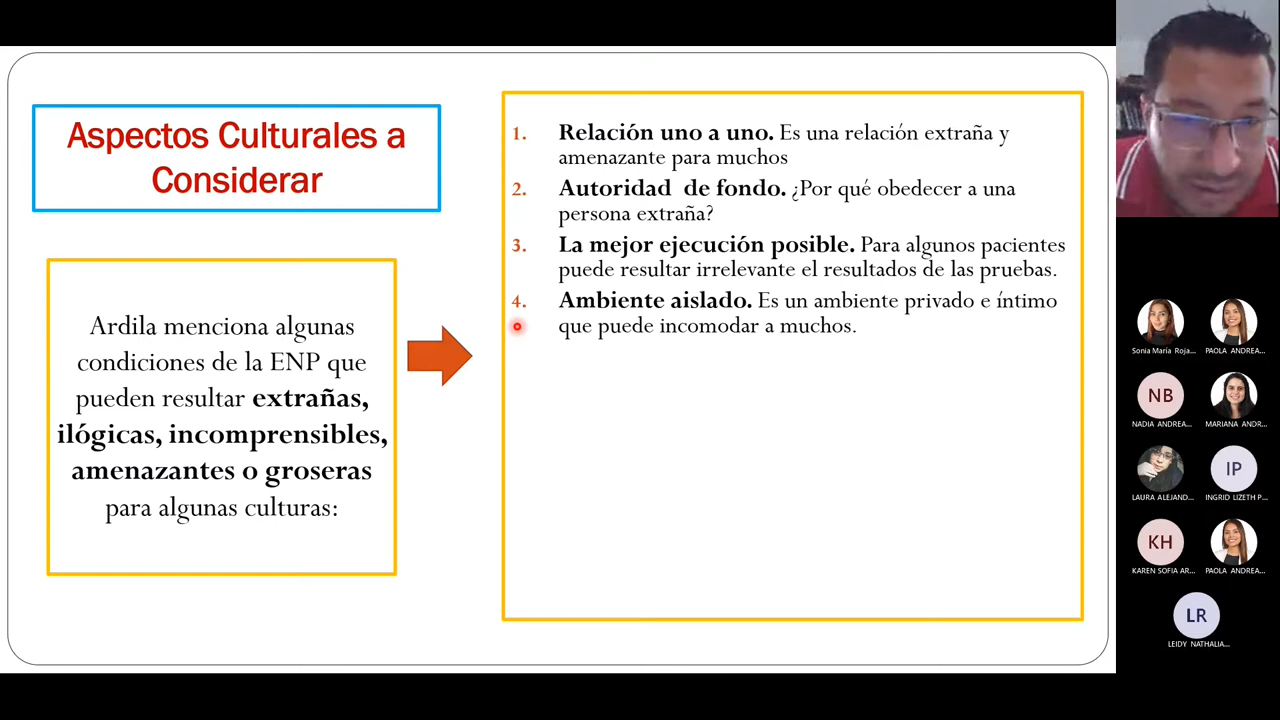 Aspectos Culturales a
Considerar
Ardila menciona algunas
condiciones de la ENP que
pueden resultar extrañas,
ilógicas, incomprensibles,
amenazantes o groseras
para algunas culturas:
1. Relación uno a uno. Es una relación extraña y
amenazante para muchos
2. Autoridad de fondo. ¿Por qué obedecer a una
persona extraña?
3. La mejor ejecución posible. Para algunos pacientes
puede resultar irrelevante el resultados de las pruebas.
4. Ambiente aislado. Es un ambiente privado e íntimo
que puede incomodar a muchos.
Sonia María Roja...
PAOLA ANDREA...
NB
NADIA ANDREA...
MARIANA ANDR...
LAURA ALEJAND...
IP
INGRID LIZETH P...
KH
KAREN SOFIA AR...
PAOLA ANDREA...
LR
LEIDY NATHALIA...